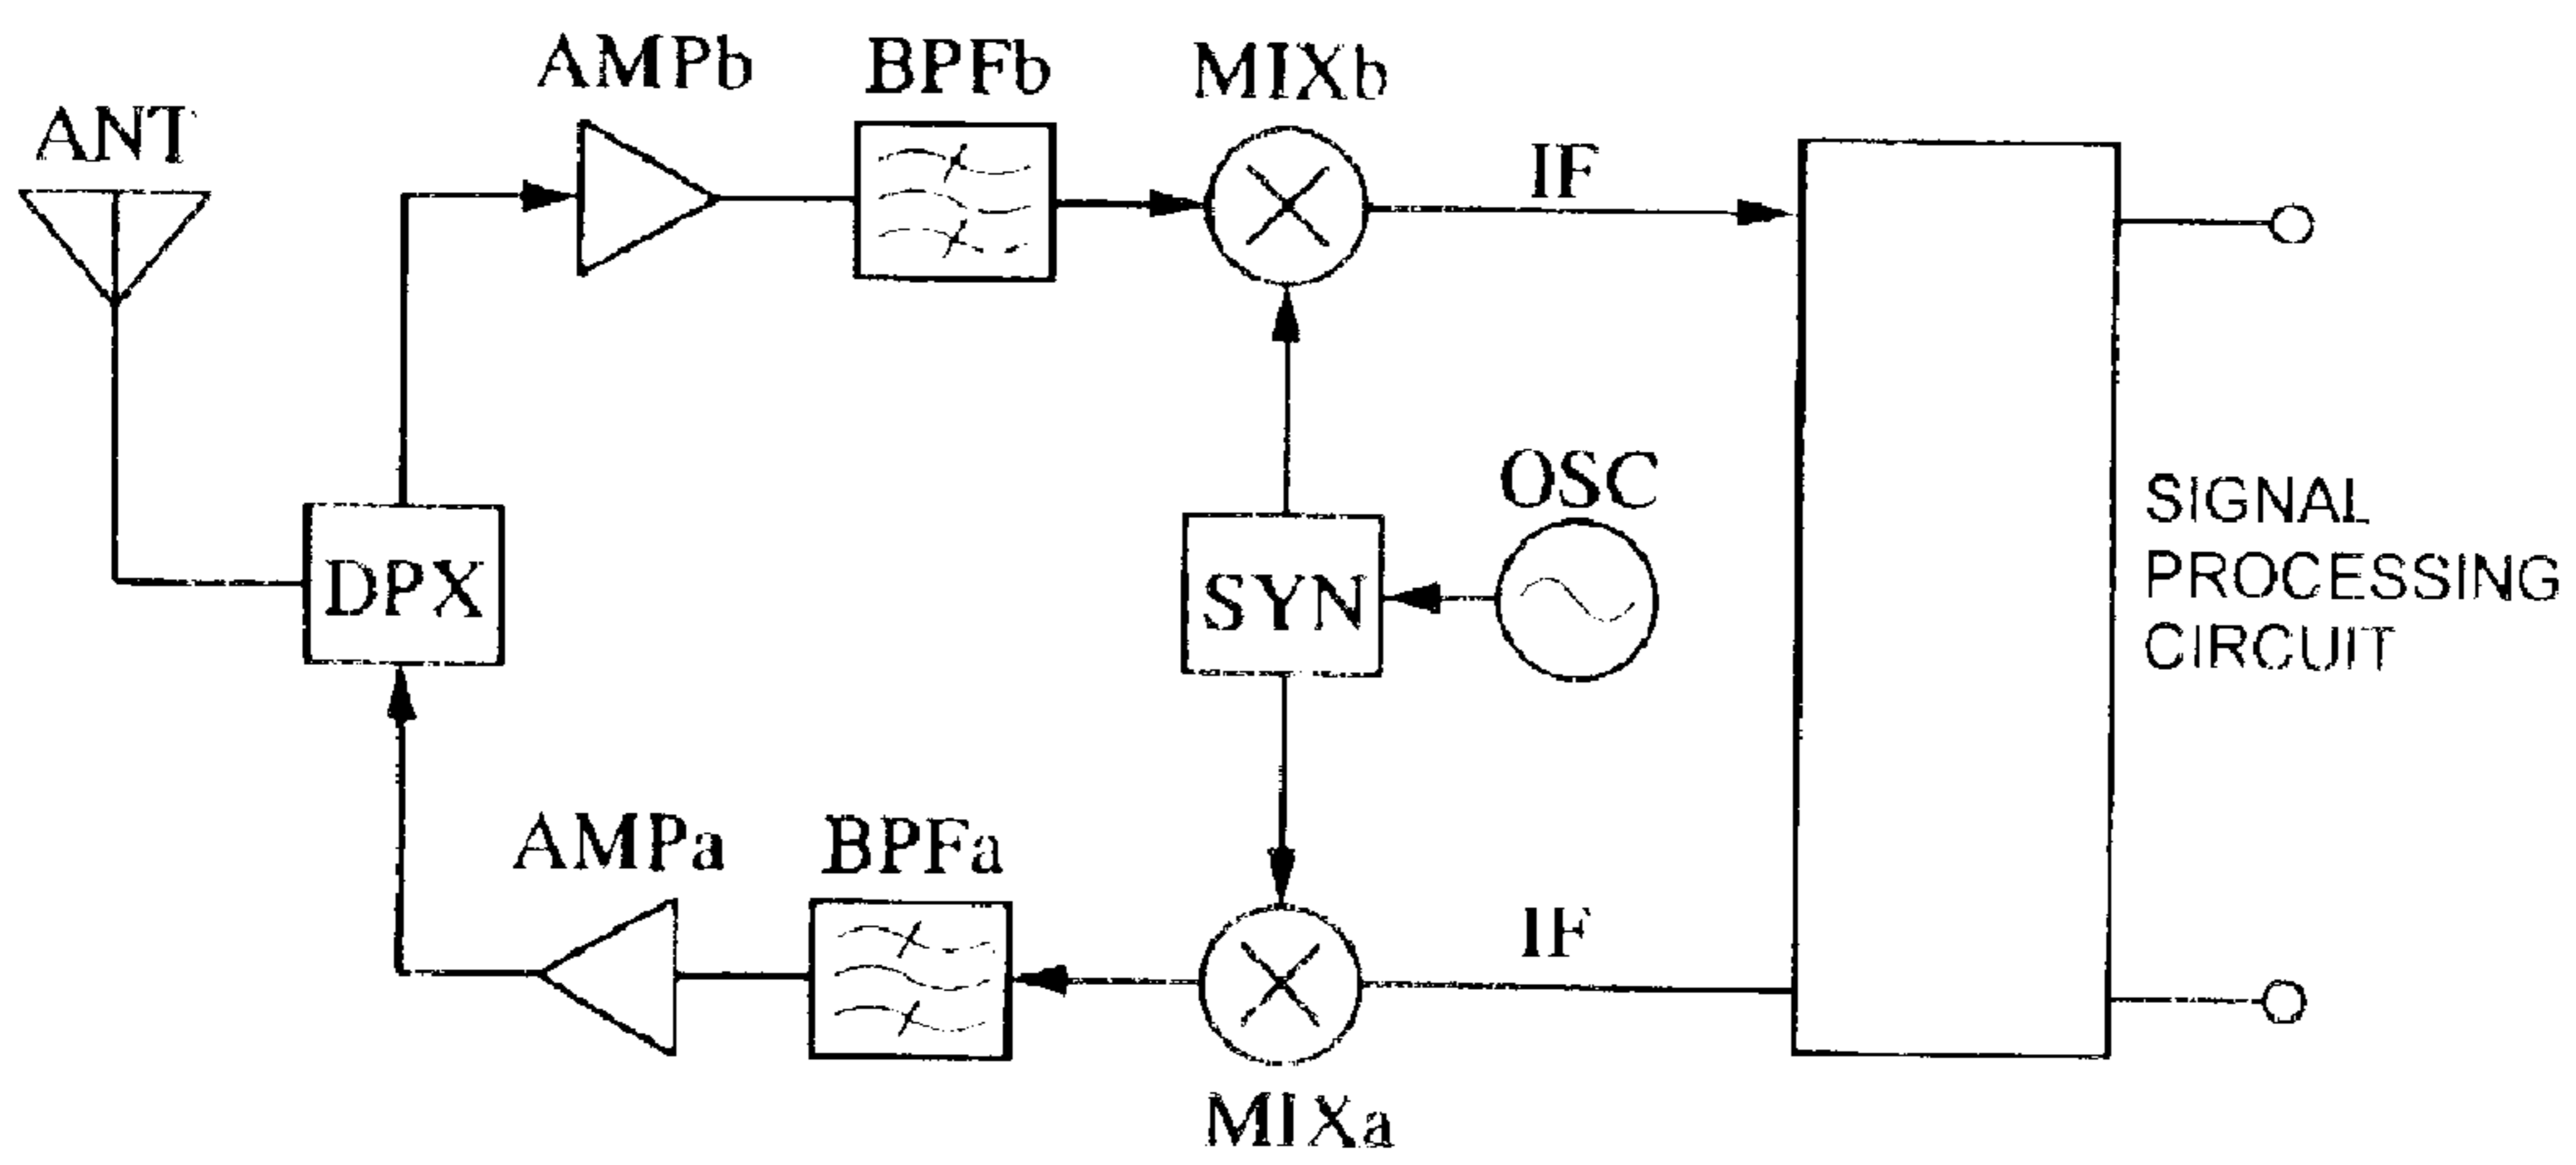 AMPb
BPFb
MIXb
ANT
IF
OSC
SIGNAL
PROCESSING
CIRCUIT
DPX
SYN
AMPa
BPFa
IF
MIXa